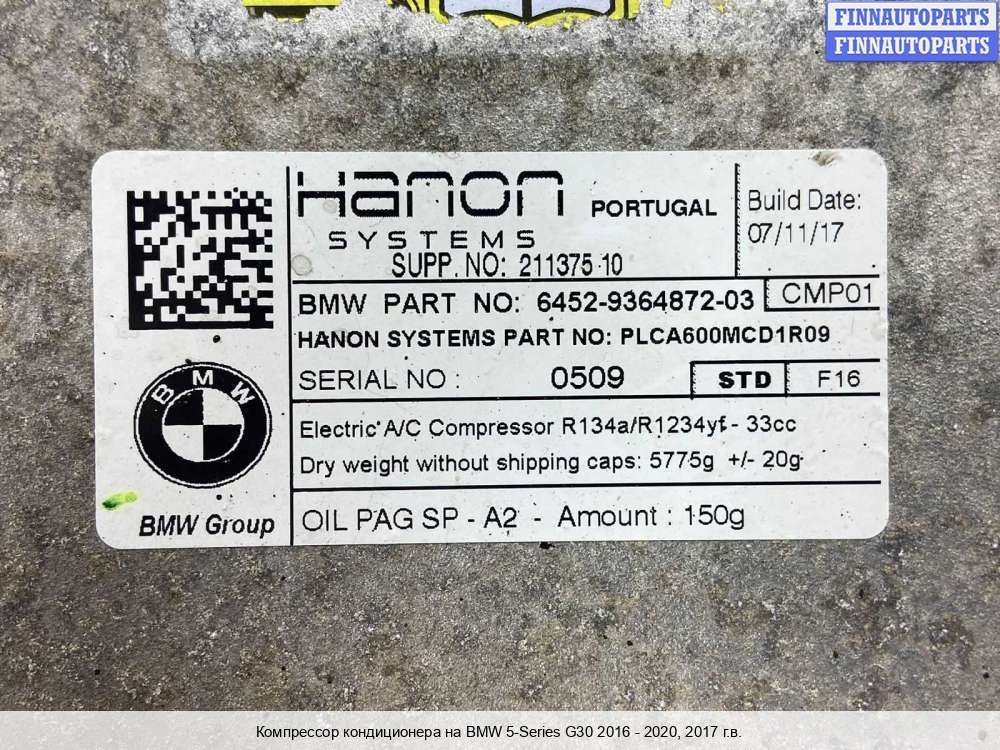 FINNAUTOPARTS
FINNAUTOPARTS
Hanon PORTUGAL
SYSTEMS
SUPP. NO: 211375 10
Build Date:
07/11/17
BMW PART NO: 6452-9364872-03 CMP01
HANON SYSTEMS PART NO: PLCA600MCD1R09
SERIAL NO : 0509 STD F16
Electric A/C Compressor R134a/R1234yf - 33cc
Dry weight without shipping caps: 5775g +/- 20g
OIL PAG SP - A2 - Amount : 150g
BMW
BMW Group
Компрессор кондиционера на BMW 5-Series G30 2016 - 2020, 2017 г.в.